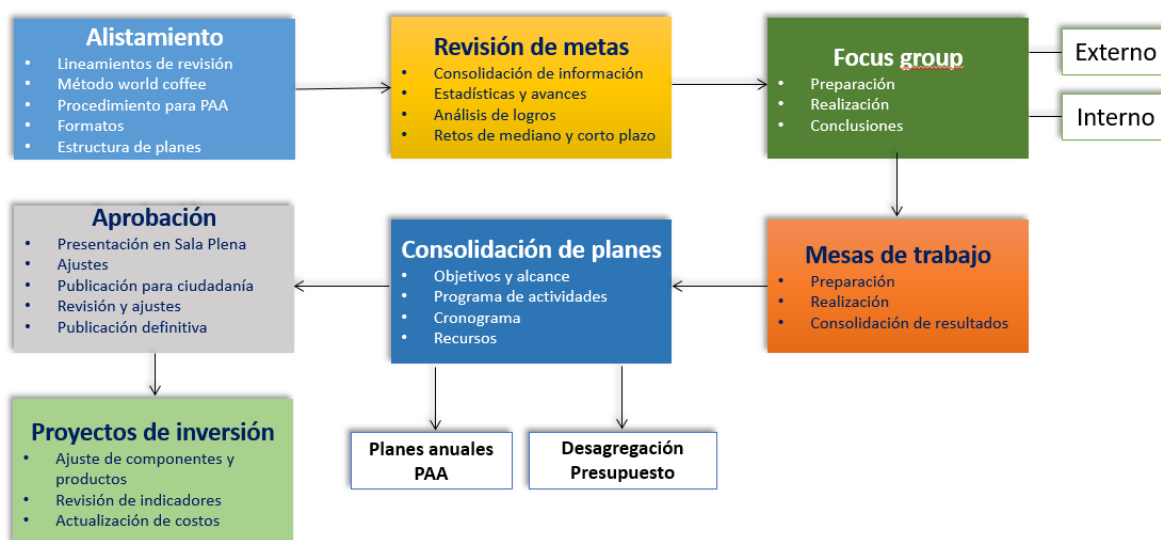 Alistamiento
• Lineamientos de revisión
• Método world coffee
• Procedimiento para PAA
• Formatos
• Estructura de planes
Revisión de metas
• Consolidación de información
• Estadísticas y avances
• Análisis de logros
• Retos de mediano y corto plazo
Focus group
• Preparación
• Realización
• Conclusiones
Externo
Interno
Mesas de trabajo
• Preparación
• Realización
• Consolidación de resultados
Consolidación de planes
• Objetivos y alcance
• Programa de actividades
• Cronograma
• Recursos
Planes anuales
PAA
Desagregación
Presupuesto
Aprobación
• Presentación en Sala Plena
• Ajustes
• Publicación para ciudadanía
• Revisión y ajustes
• Publicación definitiva
Proyectos de inversión
• Ajuste de componentes y
productos
• Revisión de indicadores
• Actualización de costos